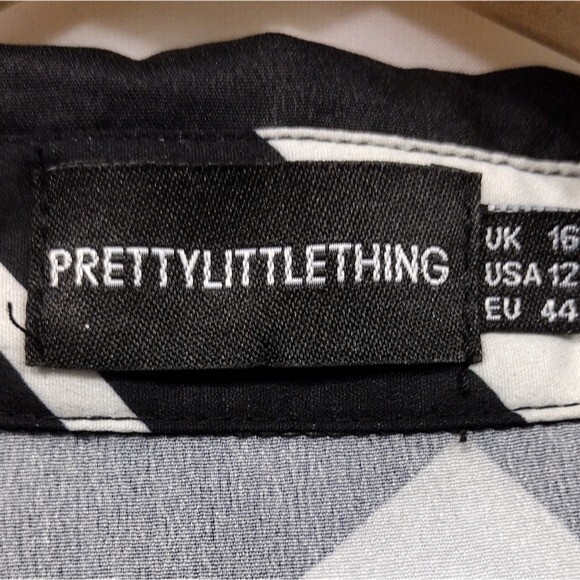 PRETTYLITTLETHING
UK 16
USA 12
EU 44